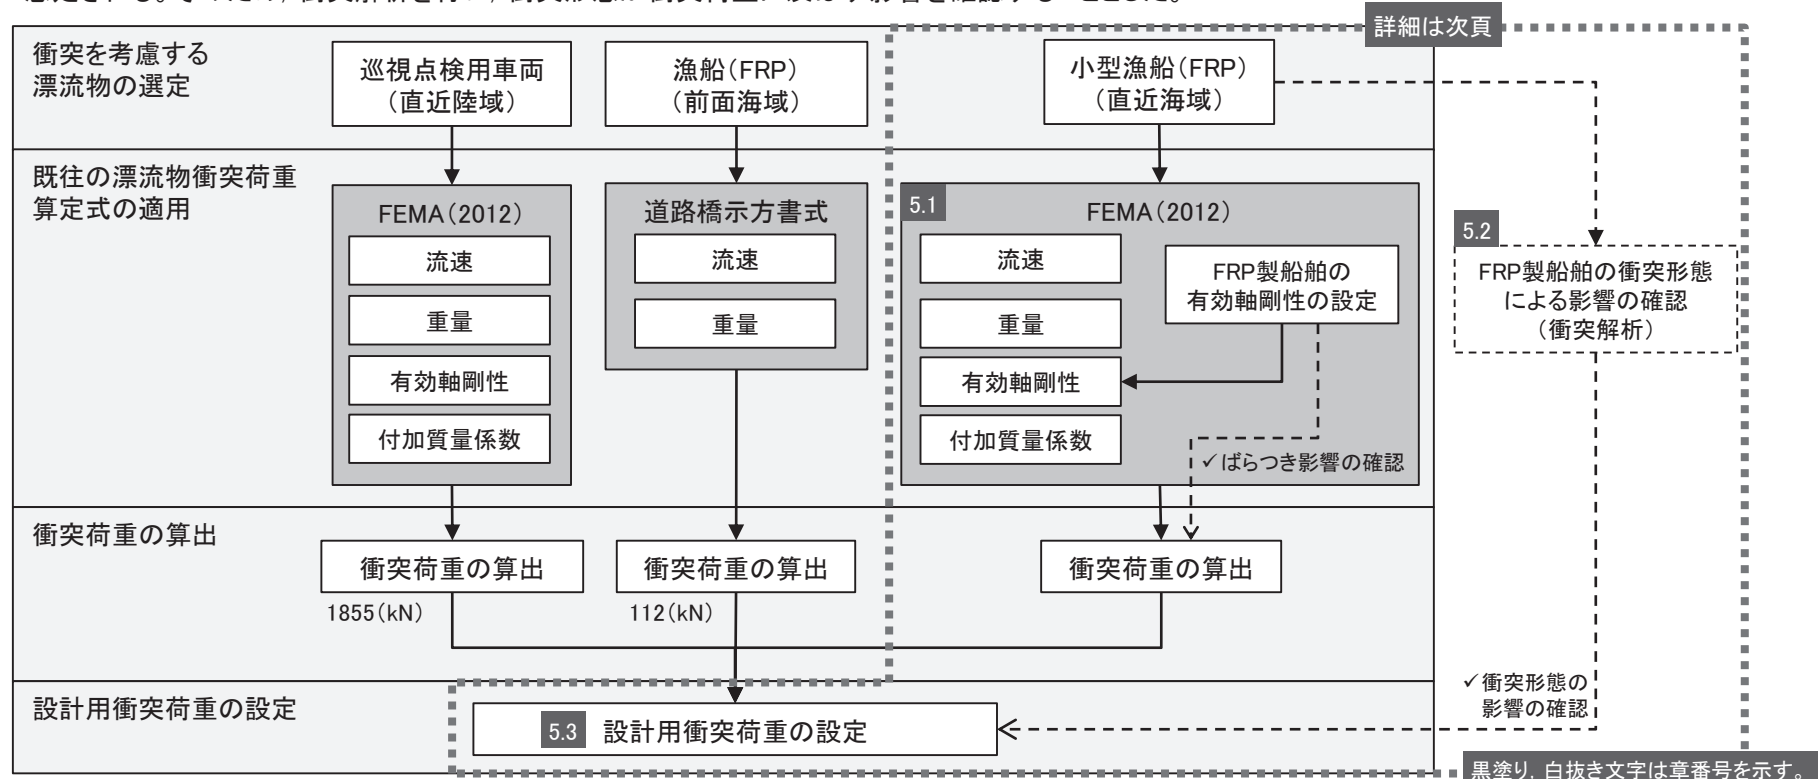 詳細は次頁
衝突を考慮する
漂流物の選定
巡視点検用車両
(直近陸域)
漁船(FRP)
(前面海域)
小型漁船(FRP)
(直近海域)
既往の漂流物衝突荷重
算定式の適用
FEMA(2012)
流速
重量
有効軸剛性
付加質量係数
道路橋示方書式
流速
重量
5.1
FEMA(2012)
流速
重量
有効軸剛性
付加質量係数
FRP製船舶の
有効軸剛性の設定
✓ばらつき影響の確認
5.2
FRP製船舶の衝突形態
による影響の確認
(衝突解析)
衝突荷重の算出
衝突荷重の算出
1855(kN)
衝突荷重の算出
112(kN)
衝突荷重の算出
✓衝突形態の
影響の確認
設計用衝突荷重の設定
5.3 設計用衝突荷重の設定
黒塗り,白抜き文字は章番号を示す。